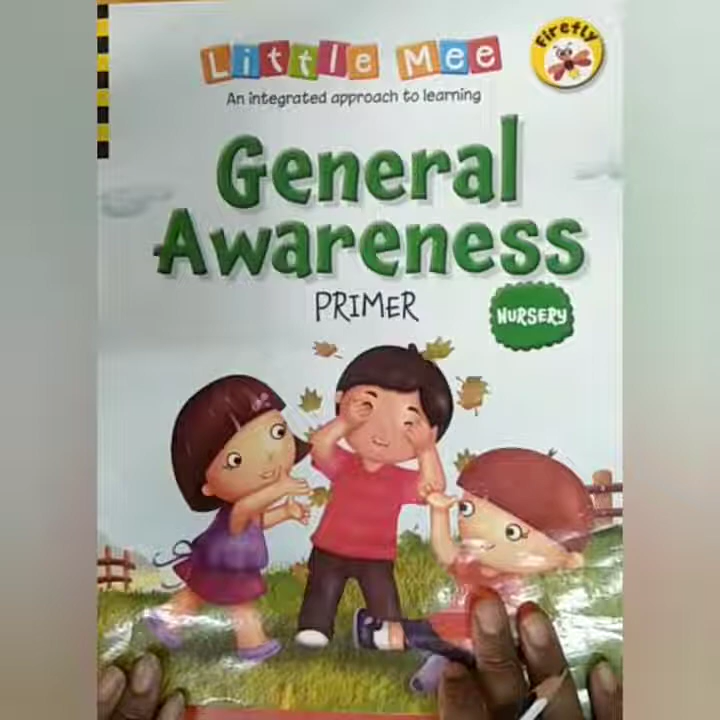 Little Mee
Firefly
An integrated approach to learning
General
Awareness
PRIMER
NURSERY